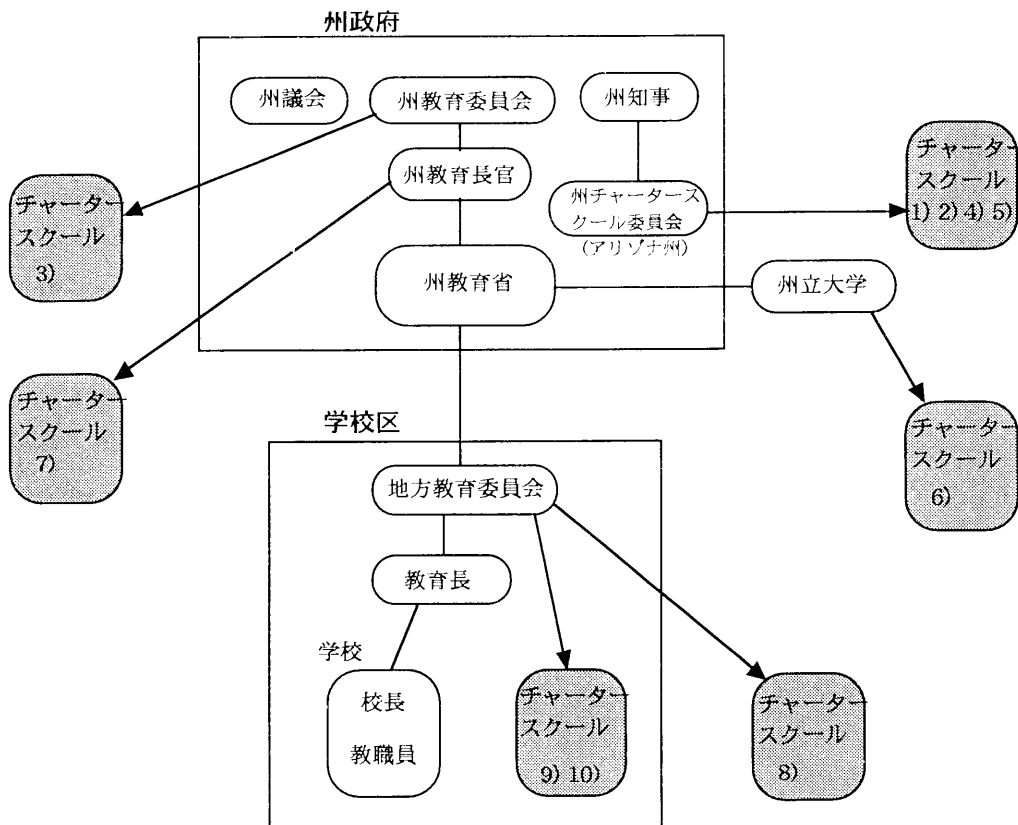 州政府
州議会
州教育委員会
州知事
州教育長官
州チャータース
クール委員会
(アリゾナ州)
チャーター
スクール
1) 2) 4) 5)
チャーター
スクール
3)
州教育省
州立大学
チャーター
スクール
7)
チャーター
スクール
6)
学校区
地方教育委員会
教育長
学校
校長
教職員
チャーター
スクール
9) 10)
チャーター
スクール
8)